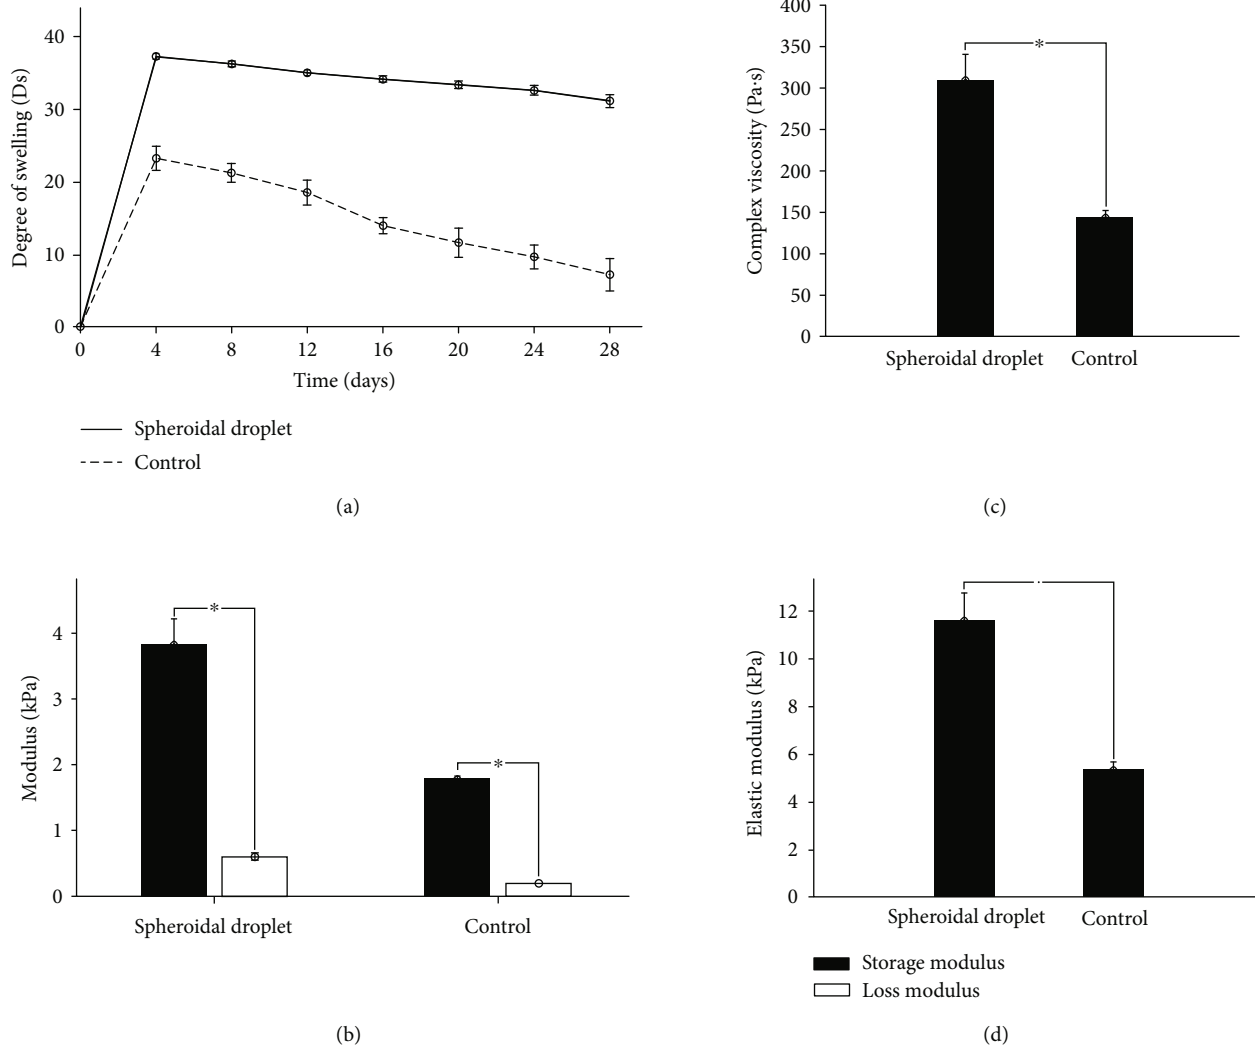 40
30
20
10
0
Degree of swelling (Ds)
0 4 8 12 16 20 24 28
Time (days)
Spheroidal droplet
Control
(a)
400
350
300
250
200
150
100
50
0
Complex viscosity (Pa·s)
*
Spheroidal droplet Control
(c)
4
3
2
1
0
Modulus (kPa)
*
*
Spheroidal droplet Control
(b)
12
10
8
6
4
2
0
Elastic modulus (kPa)
Spheroidal droplet Control
Storage modulus
Loss modulus
(d)